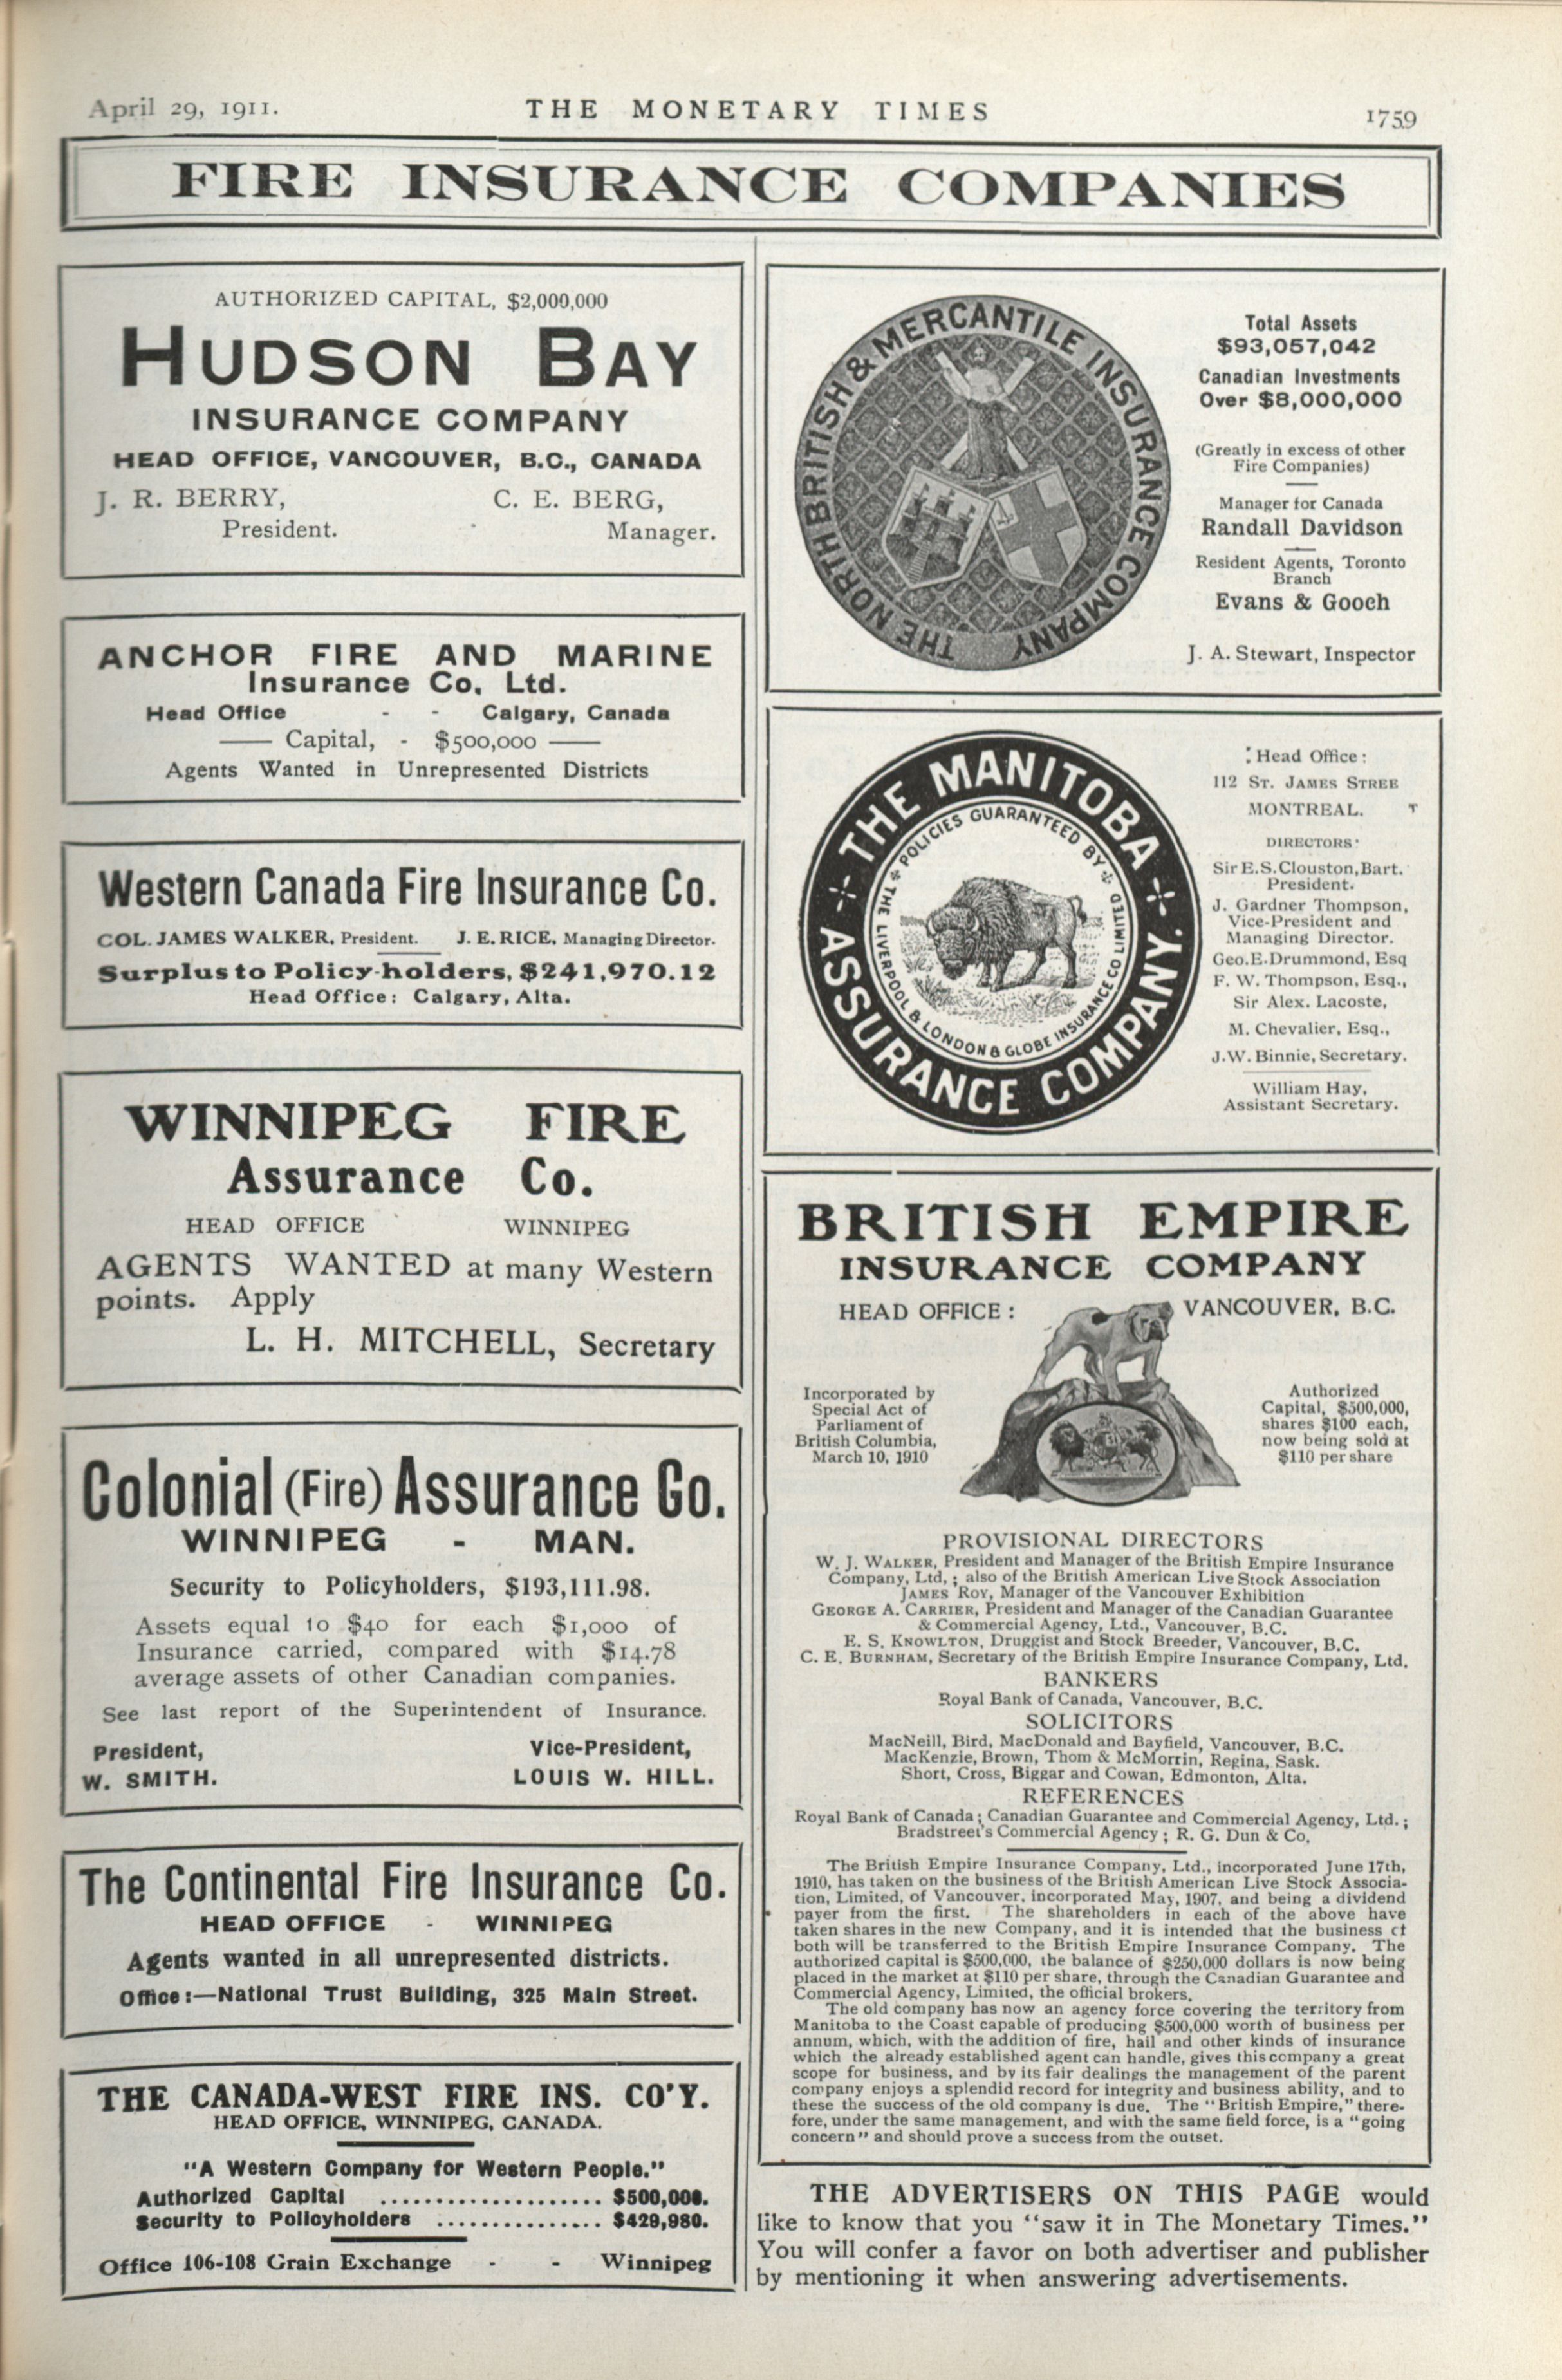 April 29, 1911.
THE MONETARY TIMES
1759
FIRE INSURANCE COMPANIES
AUTHORIZED CAPITAL, $2,000,000
HUDSON BAY
INSURANCE COMPANY
HEAD OFFICE, VANCOUVER, B.C., CANADA
J. R. BERRY, C. E. BERG,
President. Manager.
ANCHOR FIRE AND MARINE
Insurance Co. Ltd.
Head Office - - Calgary, Canada
Capital, - $500,000
Agents Wanted in Unrepresented Districts
Western Canada Fire Insurance Co.
COL. JAMES WALKER, President. J. E. RICE, Managing Director.
Surplus to Policy-holders, $241,970.12
Head Office: Calgary, Alta.
WINNIPEG FIRE
Assurance Co.
HEAD OFFICE WINNIPEG
AGENTS WANTED at many Western
points. Apply
L. H. MITCHELL, Secretary
Colonial (Fire) Assurance Co.
WINNIPEG - MAN.
Security to Policyholders, $193,111.98.
Assets equal to $40 for each $1,000 of
Insurance carried, compared with $14.78
average assets of other Canadian companies.
See last report of the Superintendent of Insurance.
President, Vice-President,
W. SMITH. LOUIS W. HILL.
The Continental Fire Insurance Co.
HEAD OFFICE - WINNIPEG
Agents wanted in all unrepresented districts.
Office:—National Trust Building, 325 Main Street.
THE CANADA-WEST FIRE INS. CO'Y.
HEAD OFFICE, WINNIPEG, CANADA.
"A Western Company for Western People."
Authorized Capital ..................... $500,000.
Security to Policyholders ............... $429,980.
Office 106-108 Grain Exchange - - Winnipeg
THE NORTH BRITISH & MERCANTILE INSURANCE COMPANY
Total Assets
$93,057,042
Canadian Investments
Over $8,000,000
(Greatly in excess of other
Fire Companies)
Manager for Canada
Randall Davidson
Resident Agents, Toronto
Branch
Evans & Gooch
J. A. Stewart, Inspector
THE MANITOBA
ASSURANCE COMPANY.
POLICIES GUARANTEED BY
THE LIVERPOOL & LONDON & GLOBE INSURANCE CO LIMITED
Head Office:
112 ST. JAMES STREE
MONTREAL. T
DIRECTORS:
Sir E. S. Clouston, Bart.
President.
J. Gardner Thompson,
Vice-President and
Managing Director.
Geo. E. Drummond, Esq
F. W. Thompson, Esq.,
Sir Alex. Lacoste,
M. Chevalier, Esq.,
J. W. Binnie, Secretary.
William Hay,
Assistant Secretary.
BRITISH EMPIRE
INSURANCE COMPANY
HEAD OFFICE: VANCOUVER, B.C.
Incorporated by
Special Act of
Parliament of
British Columbia,
March 10, 1910
Authorized
Capital, $500,000,
shares $100 each,
now being sold at
$110 per share
PROVISIONAL DIRECTORS
W. J. WALKER, President and Manager of the British Empire Insurance
Company, Ltd,; also of the British American Live Stock Association
JAMES ROY, Manager of the Vancouver Exhibition
GEORGE A. CARRIER, President and Manager of the Canadian Guarantee
& Commercial Agency, Ltd., Vancouver, B.C.
E. S. KNOWLTON, Druggist and Stock Breeder, Vancouver, B.C.
C. E. BURNHAM, Secretary of the British Empire Insurance Company, Ltd.
BANKERS
Royal Bank of Canada, Vancouver, B.C.
SOLICITORS
MacNeill, Bird, MacDonald and Bayfield, Vancouver, B.C.
MacKenzie, Brown, Thom & McMorrin, Regina, Sask.
Short, Cross, Biggar and Cowan, Edmonton, Alta.
REFERENCES
Royal Bank of Canada; Canadian Guarantee and Commercial Agency, Ltd.;
Bradstreet's Commercial Agency; R. G. Dun & Co.
The British Empire Insurance Company, Ltd., incorporated June 17th,
1910, has taken on the business of the British American Live Stock Associa-
tion, Limited, of Vancouver, incorporated May, 1907, and being a dividend
payer from the first. The shareholders in each of the above have
taken shares in the new Company, and it is intended that the business of
both will be transferred to the British Empire Insurance Company. The
authorized capital is $500,000, the balance of $250,000 dollars is now being
placed in the market at $110 per share, through the Canadian Guarantee and
Commercial Agency, Limited, the official brokers.
The old company has now an agency force covering the territory from
Manitoba to the Coast capable of producing $500,000 worth of business per
annum, which, with the addition of fire, hail and other kinds of insurance
which the already established agent can handle, gives this company a great
scope for business, and by its fair dealings the management of the parent
company enjoys a splendid record for integrity and business ability, and to
these the success of the old company is due. The "British Empire," there-
fore, under the same management, and with the same field force, is a "going
concern" and should prove a success from the outset.
THE ADVERTISERS ON THIS PAGE would
like to know that you "saw it in The Monetary Times."
You will confer a favor on both advertiser and publisher
by mentioning it when answering advertisements.